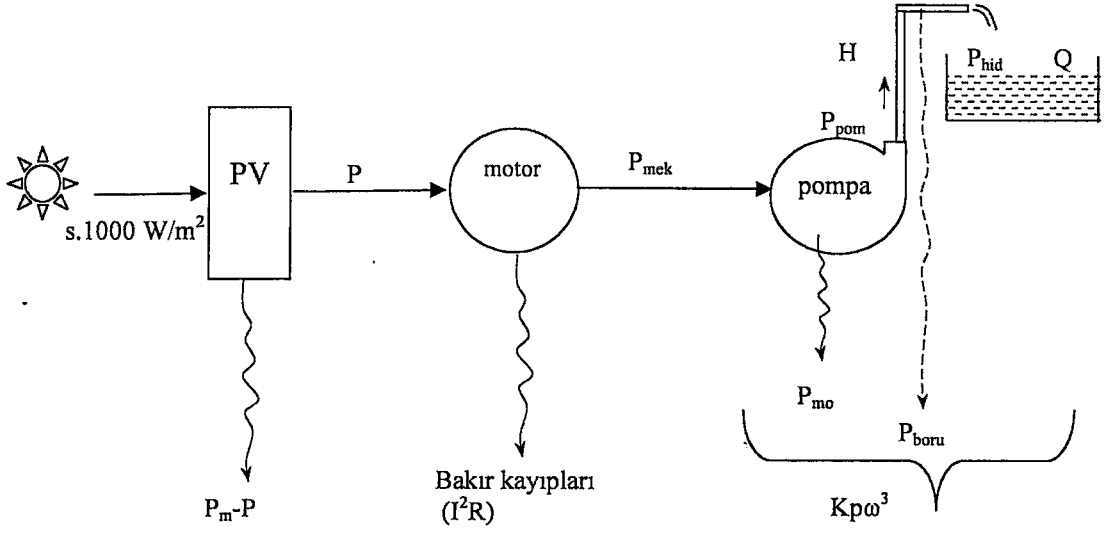 H
P_hid Q
P_pom
PV
P
motor
P_mek
pompa
s.1000 W/m²
P_mo
P_boru
Bakır kayıpları
(I²R)
P_m-P
Kpω³